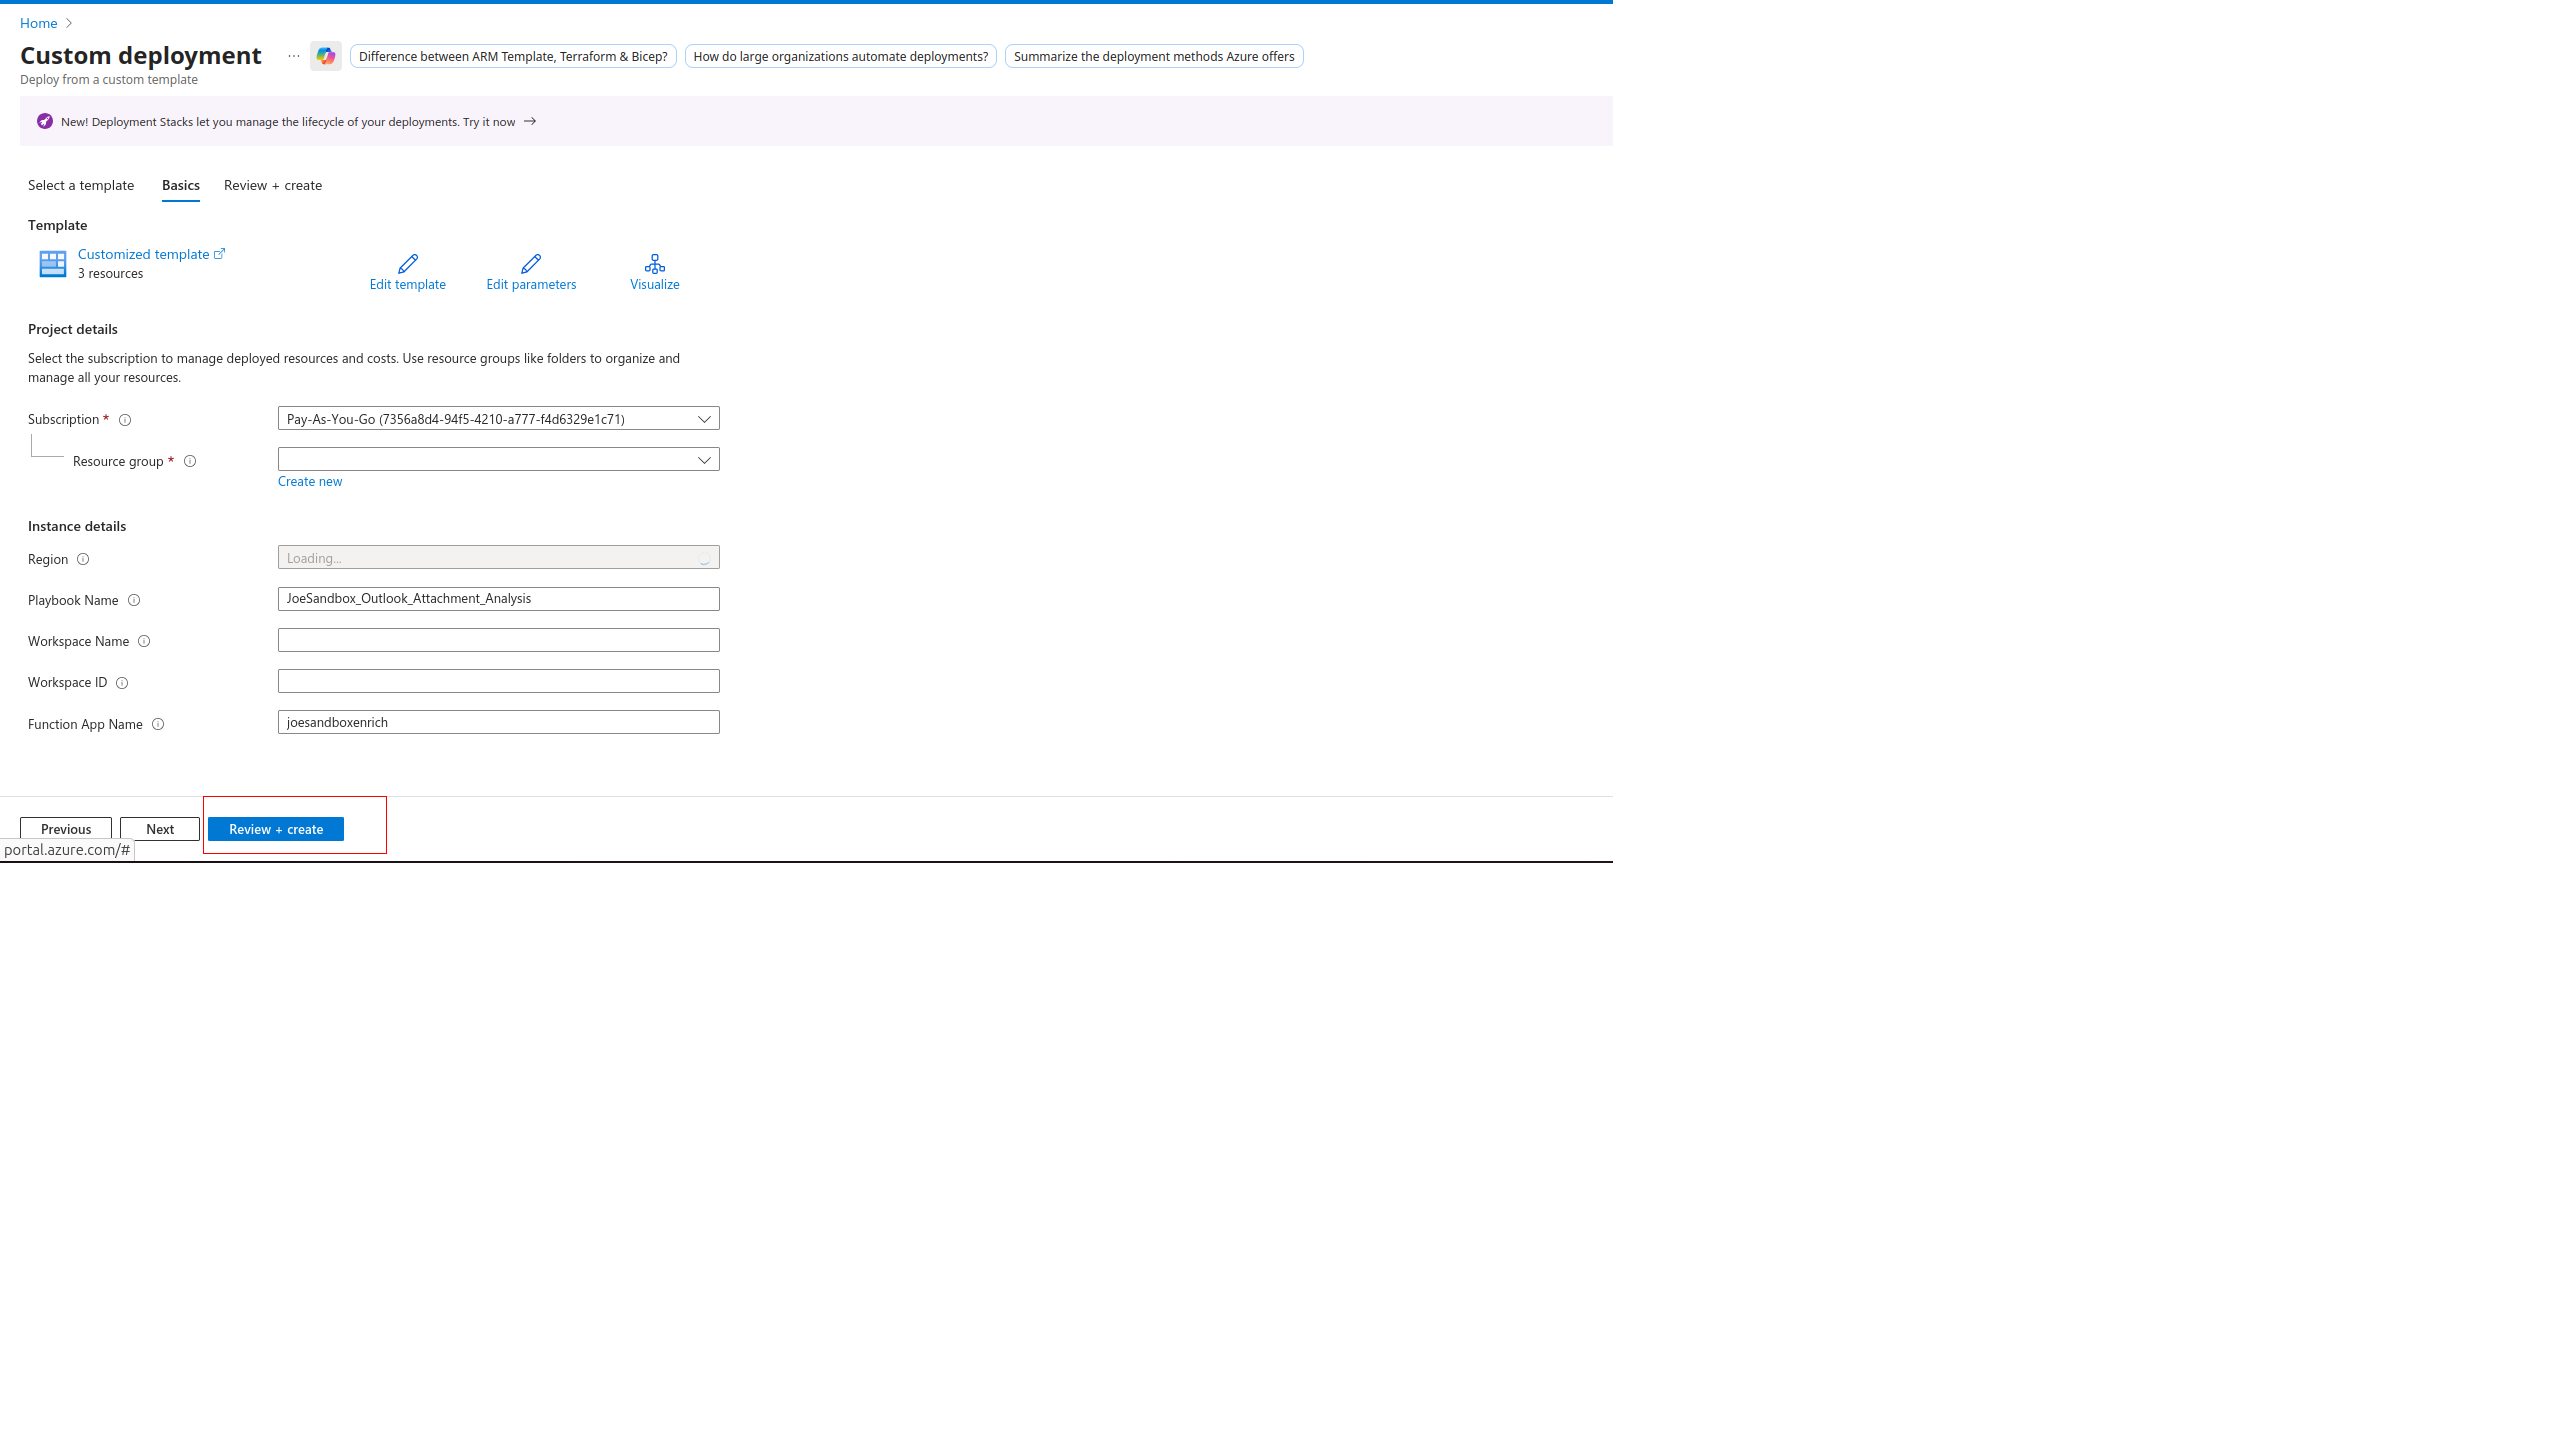 Home
Custom deployment
... Difference between ARM Template, Terraform & Bicep? How do large organizations automate deployments? Summarize the deployment methods Azure offers
Deploy from a custom template
New! Deployment Stacks let you manage the lifecycle of your deployments. Try it now
Select a template Basics Review + create
Template
Customized template
3 resources
Edit template Edit parameters Visualize
Project details
Select the subscription to manage deployed resources and costs. Use resource groups like folders to organize and
manage all your resources.
Subscription * Pay-As-You-Go (7356a8d4-94f5-4210-a777-f4d6329e1c71)
Resource group *
Create new
Instance details
Region Loading...
Playbook Name JoeSandbox_Outlook_Attachment_Analysis
Workspace Name
Workspace ID
Function App Name joesandboxenrich
Previous Next Review + create
portal.azure.com/#